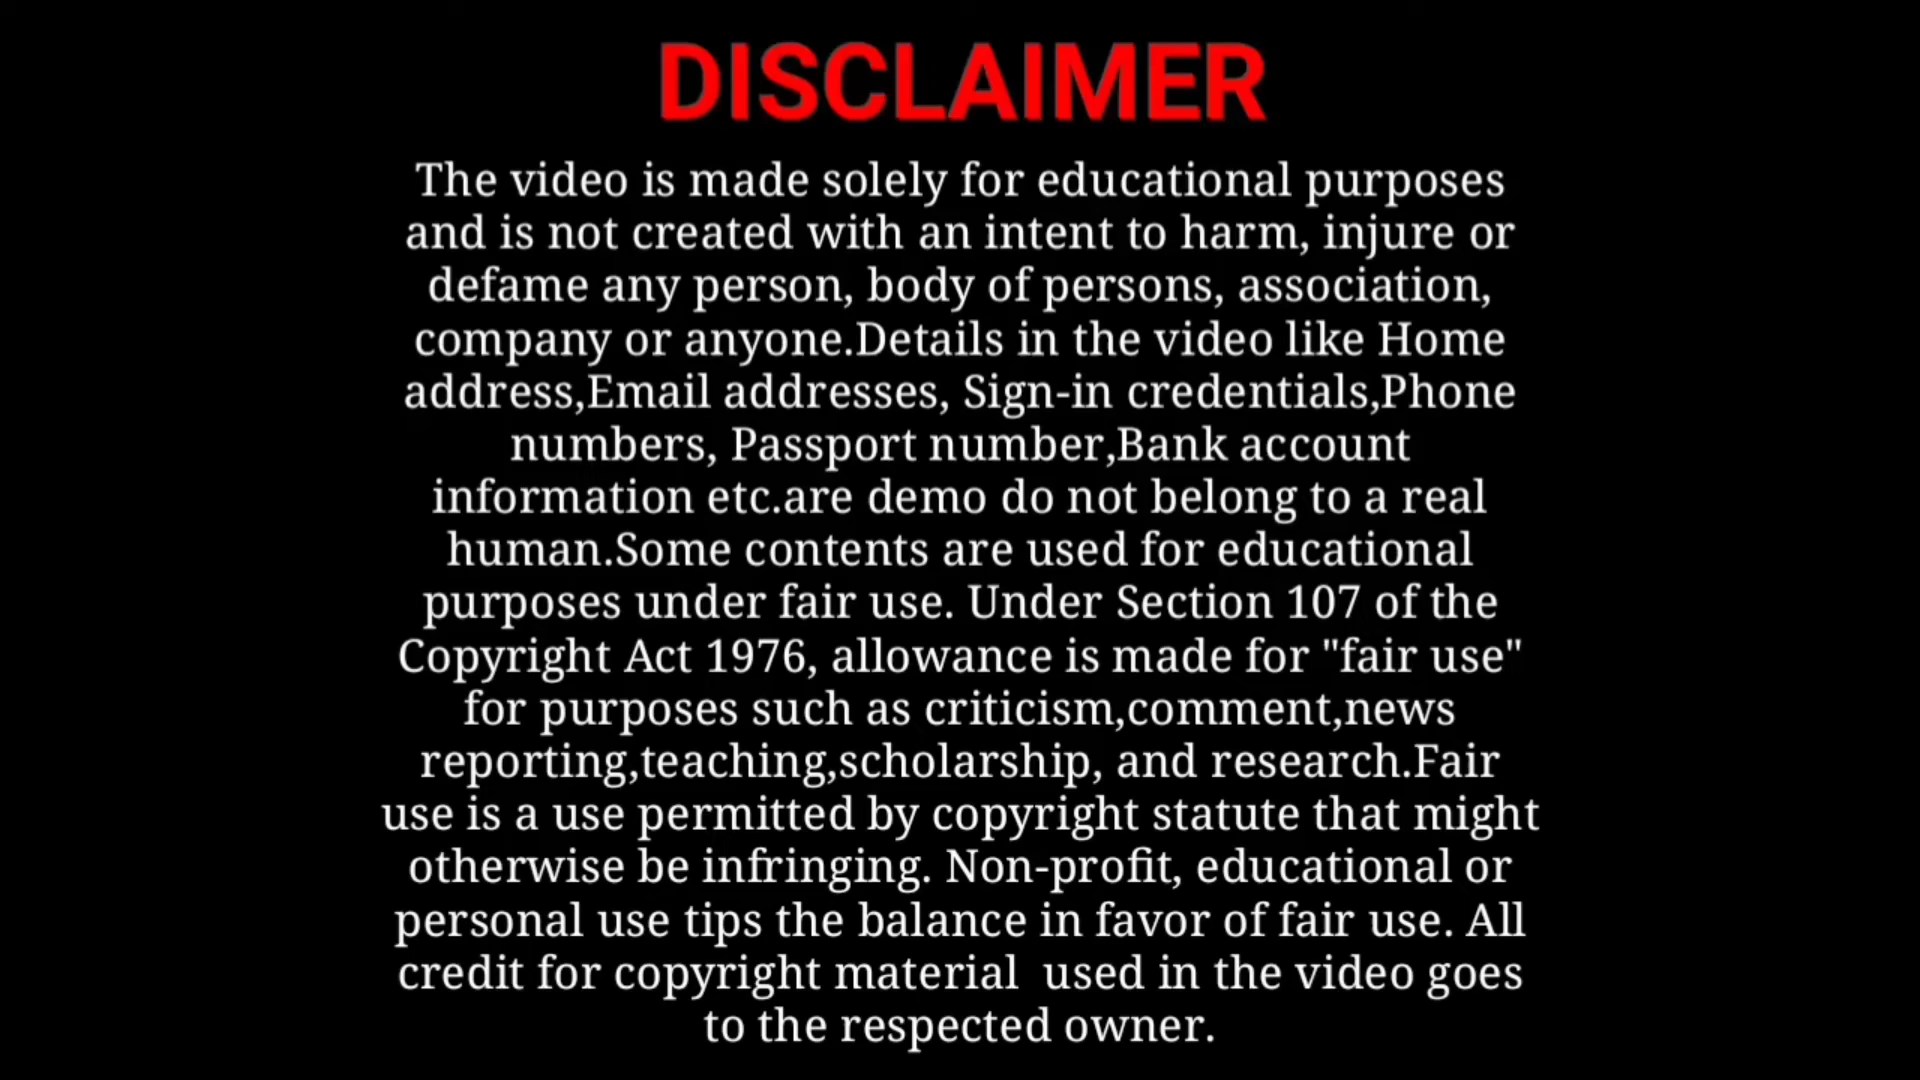 DISCLAIMER
The video is made solely for educational purposes
and is not created with an intent to harm, injure or
defame any person, body of persons, association,
company or anyone.Details in the video like Home
address,Email addresses, Sign-in credentials,Phone
numbers, Passport number,Bank account
information etc.are demo do not belong to a real
human.Some contents are used for educational
purposes under fair use. Under Section 107 of the
Copyright Act 1976, allowance is made for "fair use"
for purposes such as criticism,comment,news
reporting,teaching,scholarship, and research.Fair
use is a use permitted by copyright statute that might
otherwise be infringing. Non-profit, educational or
personal use tips the balance in favor of fair use. All
credit for copyright material  used in the video goes
to the respected owner.